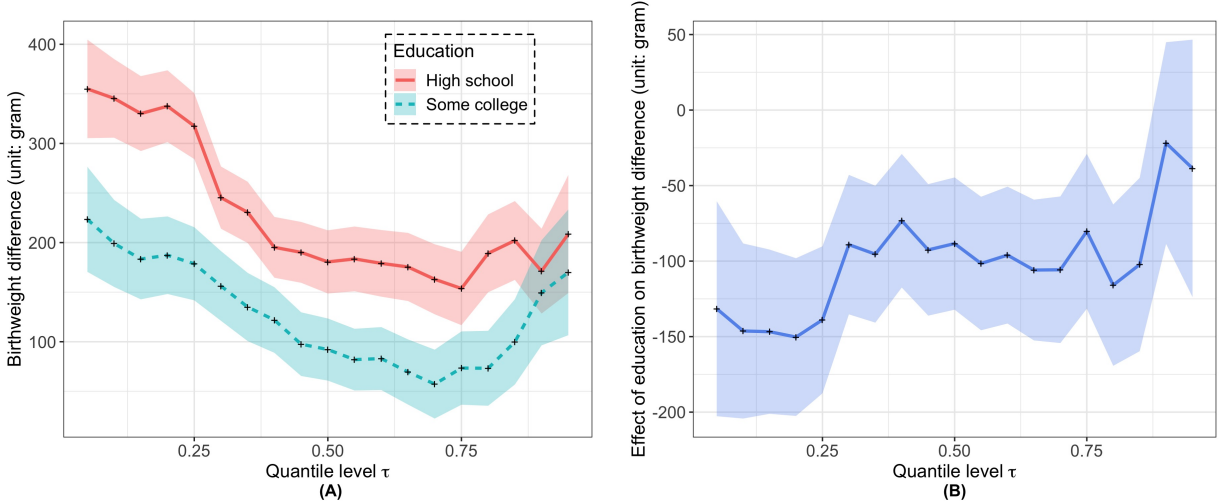 Birthweight difference (unit: gram)
400
300
200
100
Education
High school
Some college
0.25
0.50
0.75
Quantile level τ
(A)
Effect of education on birthweight difference (unit: gram)
50
0
-50
-100
-150
-200
0.25
0.50
0.75
Quantile level τ
(B)